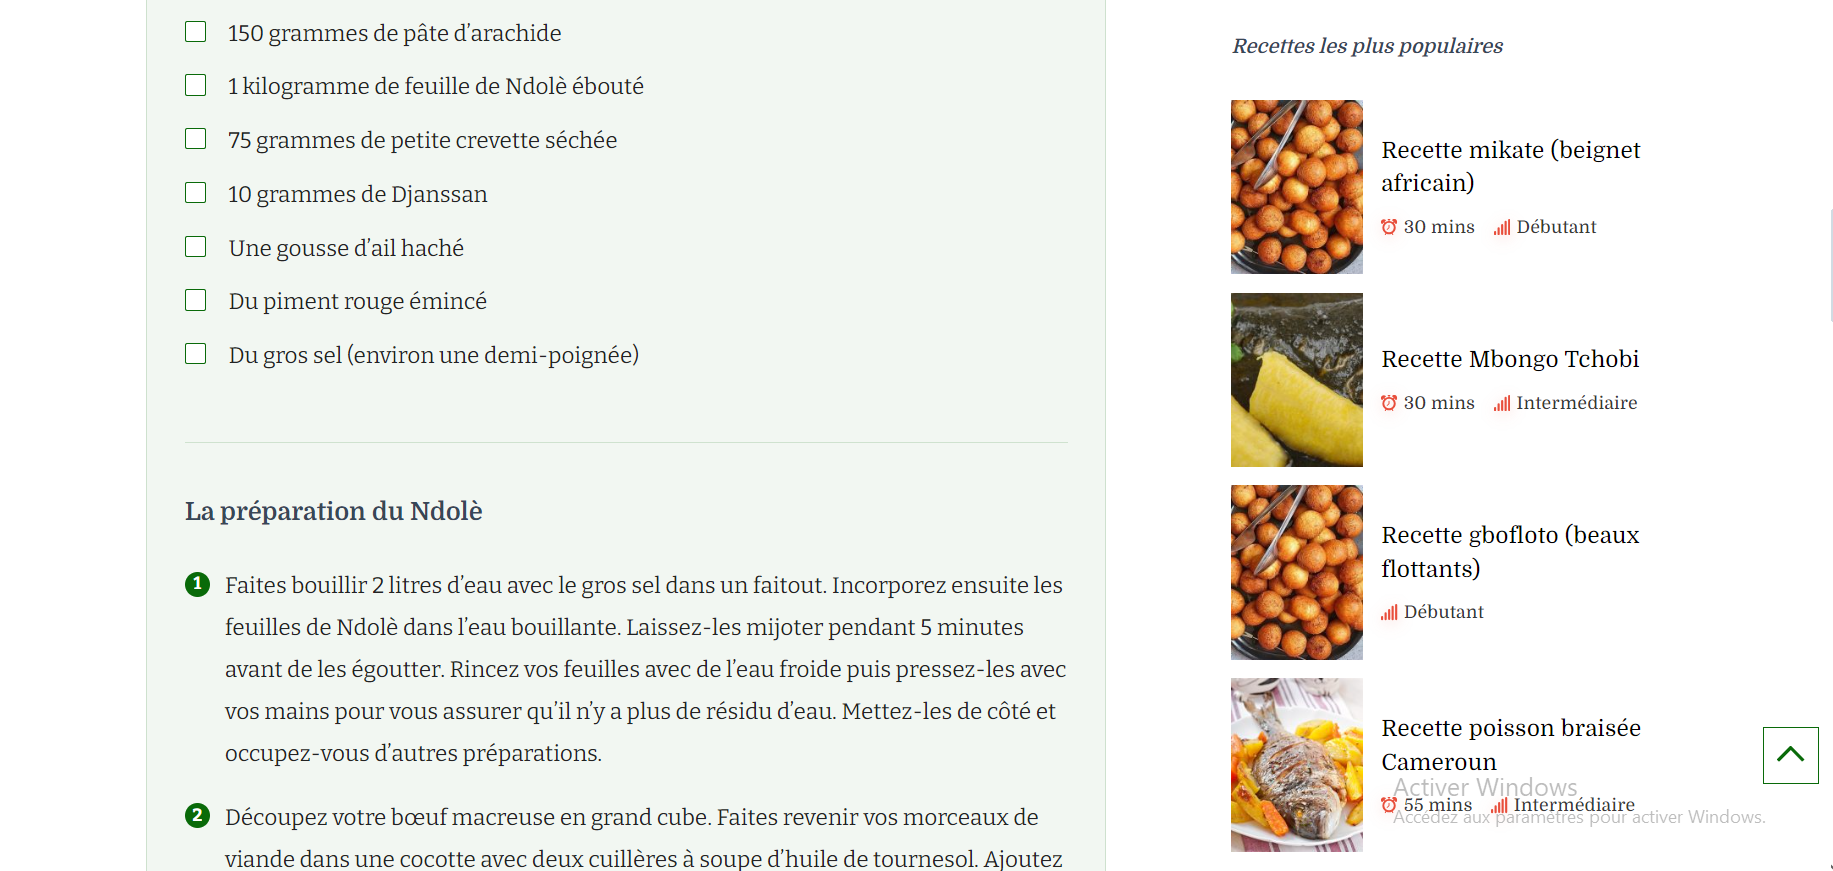 150 grammes de pâte d’arachide
1 kilogramme de feuille de Ndolè ébouté
75 grammes de petite crevette séchée
10 grammes de Djanssan
Une gousse d’ail haché
Du piment rouge émincé
Du gros sel (environ une demi-poignée)
La préparation du Ndolè
1 Faites bouillir 2 litres d’eau avec le gros sel dans un faitout. Incorporez ensuite les
feuilles de Ndolè dans l’eau bouillante. Laissez-les mijoter pendant 5 minutes
avant de les égoutter. Rincez vos feuilles avec de l’eau froide puis pressez-les avec
vos mains pour vous assurer qu’il n’y a plus de résidu d’eau. Mettez-les de côté et
occupez-vous d’autres préparations.
2 Découpez votre bœuf macreuse en grand cube. Faites revenir vos morceaux de
viande dans une cocotte avec deux cuillères à soupe d’huile de tournesol. Ajoutez
Recettes les plus populaires
Recette mikate (beignet
africain)
30 mins Débutant
Recette Mbongo Tchobi
30 mins Intermédiaire
Recette gbofloto (beaux
flottants)
Débutant
Recette poisson braisée
Cameroun
Activer Windows
55 mins Intermédiaire
Accédez aux paramètres pour activer Windows.